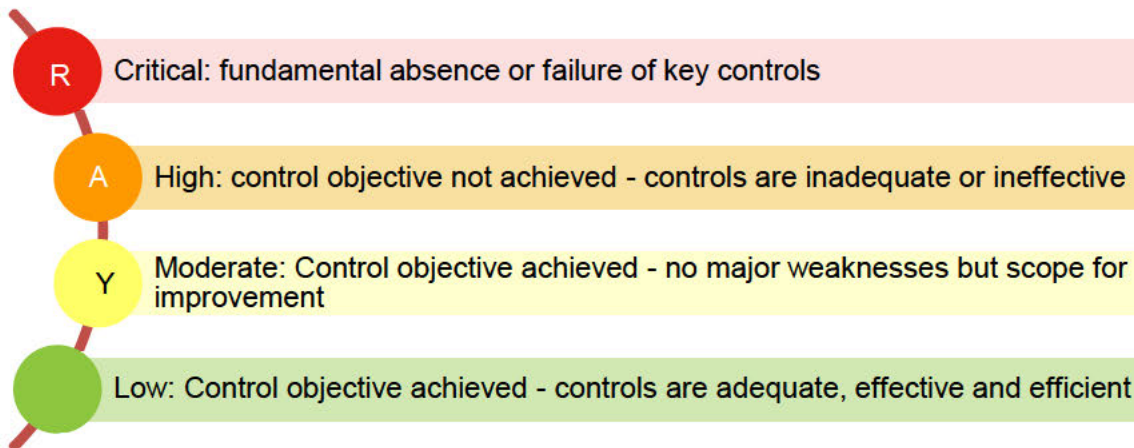 R
Critical: fundamental absence or failure of key controls
A
High: control objective not achieved - controls are inadequate or ineffective
Y
Moderate: Control objective achieved - no major weaknesses but scope for
improvement
Low: Control objective achieved - controls are adequate, effective and efficient